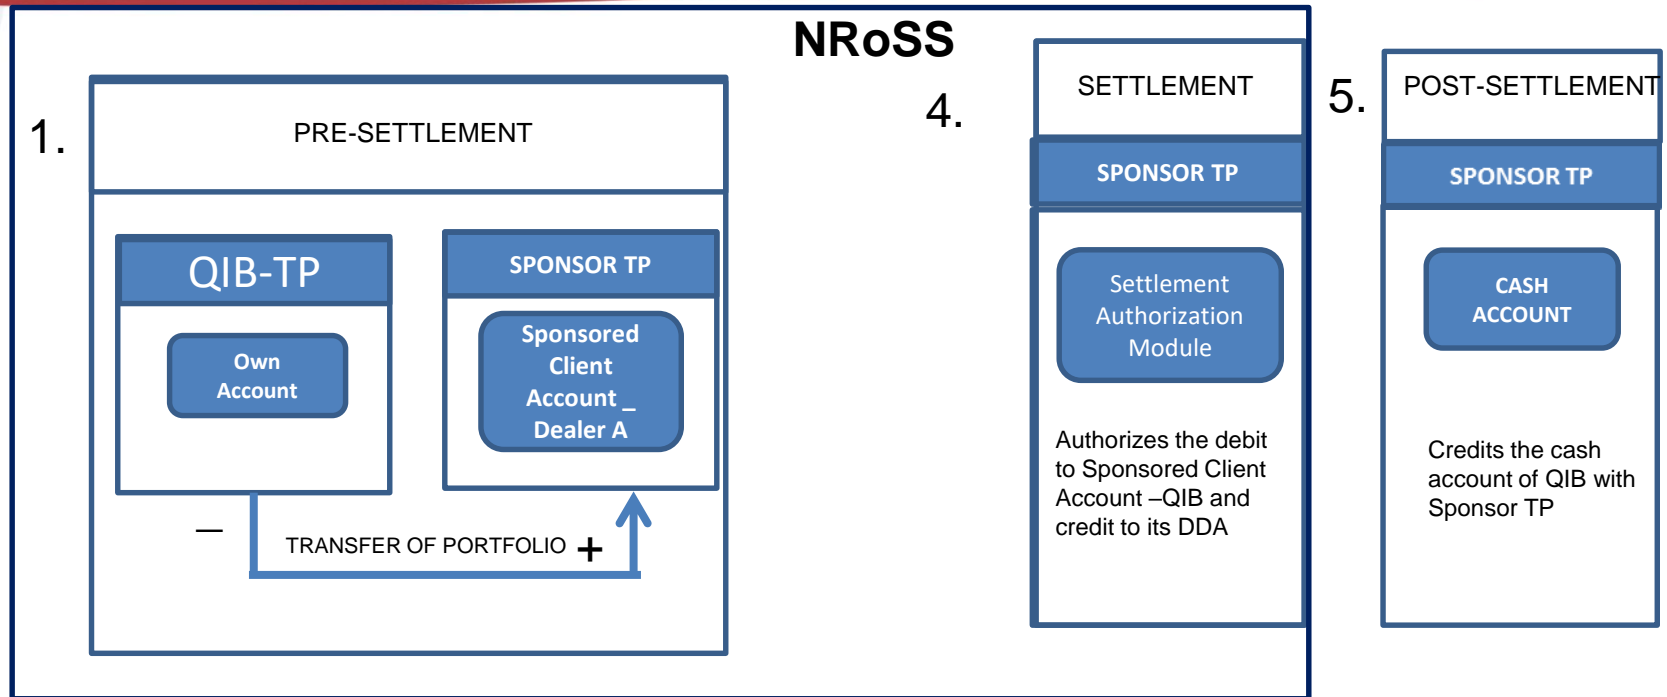 NRoSS
1.
PRE-SETTLEMENT
QIB-TP
Own
Account
SPONSOR TP
Sponsored
Client
Account _
Dealer A
—
TRANSFER OF PORTFOLIO +
4.
SETTLEMENT
SPONSOR TP
Settlement
Authorization
Module
Authorizes the debit
to Sponsored Client
Account –QIB and
credit to its DDA
5.
POST-SETTLEMENT
SPONSOR TP
CASH
ACCOUNT
Credits the cash
account of QIB with
Sponsor TP